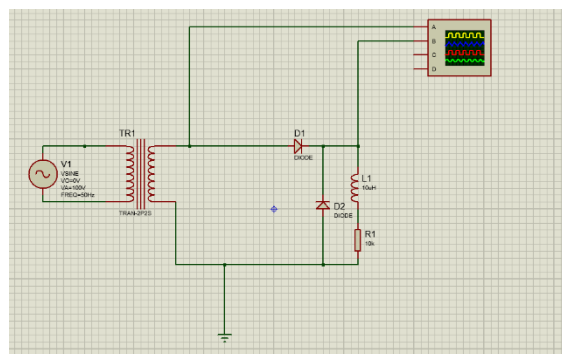 A
B
C
D
TR1
D1
DIODE
V1
VSINE
VO=0V
VA=100V
FREQ=50Hz
L1
10uH
D2
DIODE
TRAN-2P2S
R1
10k